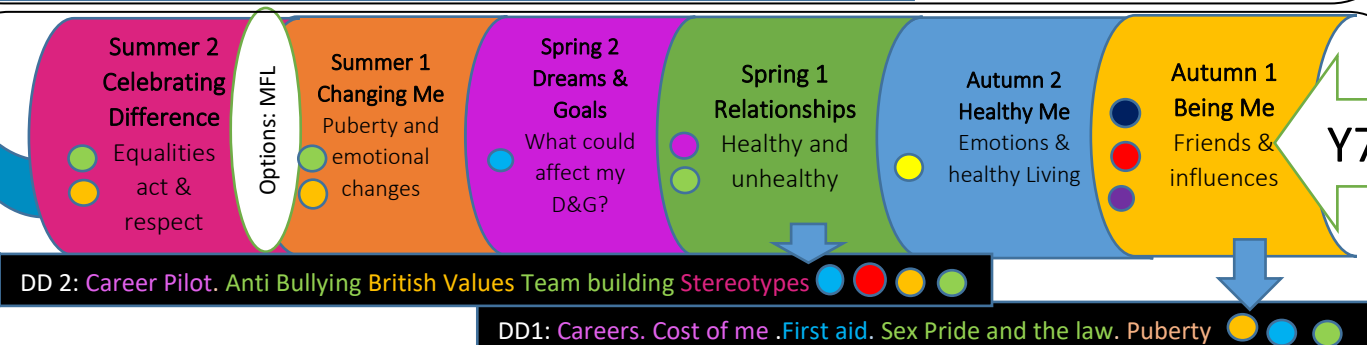 Summer 2
Celebrating
Difference
Equalities
act &
respect
Options: MFL
Summer 1
Changing Me
Puberty and
emotional
changes
Spring 2
Dreams &
Goals
What could
affect my
D&G?
Spring 1
Relationships
Healthy and
unhealthy
Autumn 2
Healthy Me
Emotions &
healthy Living
Autumn 1
Being Me
Friends &
influences
DD 2: Career Pilot. Anti Bullying British Values Team building Stereotypes
DD1: Careers. Cost of me .First aid. Sex Pride and the law. Puberty